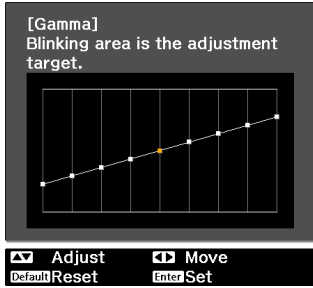 [Gamma]
Blinking area is the adjustment
target.
Adjust Move
Default Reset Enter Set